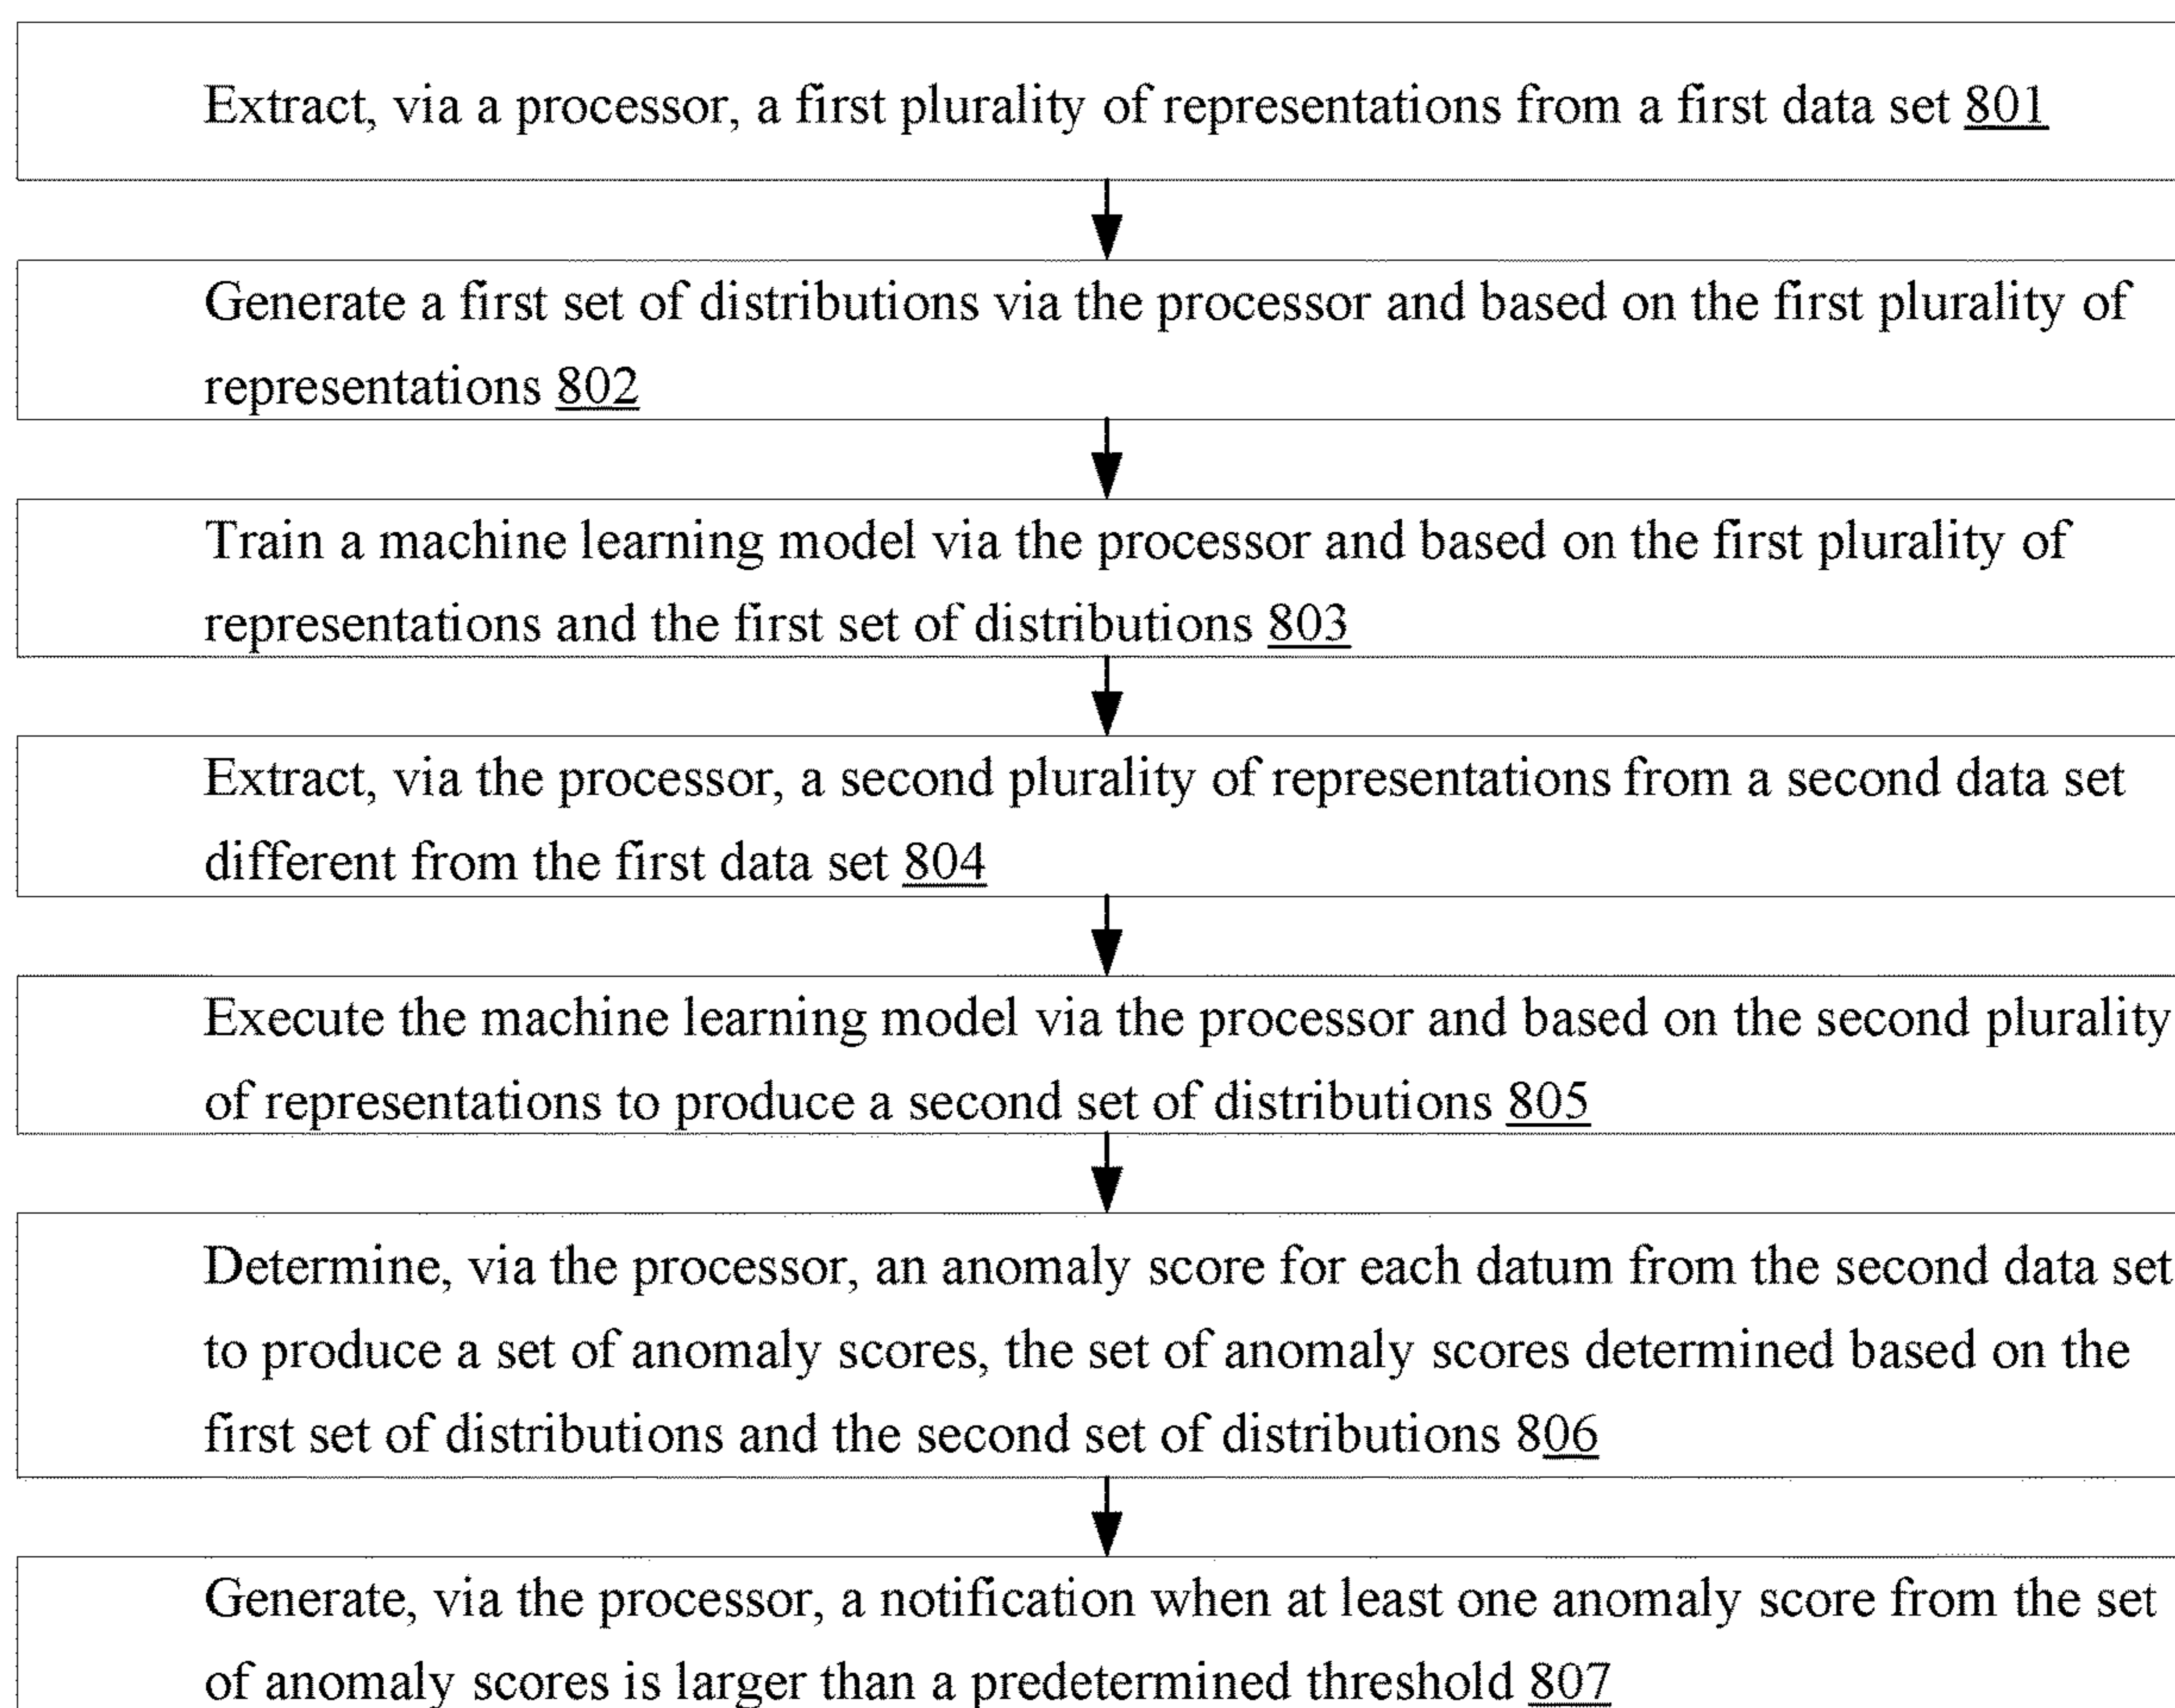 Extract, via a processor, a first plurality of representations from a first data set 801
Generate a first set of distributions via the processor and based on the first plurality of
representations 802
Train a machine learning model via the processor and based on the first plurality of
representations and the first set of distributions 803
Extract, via the processor, a second plurality of representations from a second data set
different from the first data set 804
Execute the machine learning model via the processor and based on the second plurality
of representations to produce a second set of distributions 805
Determine, via the processor, an anomaly score for each datum from the second data set
to produce a set of anomaly scores, the set of anomaly scores determined based on the
first set of distributions and the second set of distributions 806
Generate, via the processor, a notification when at least one anomaly score from the set
of anomaly scores is larger than a predetermined threshold 807